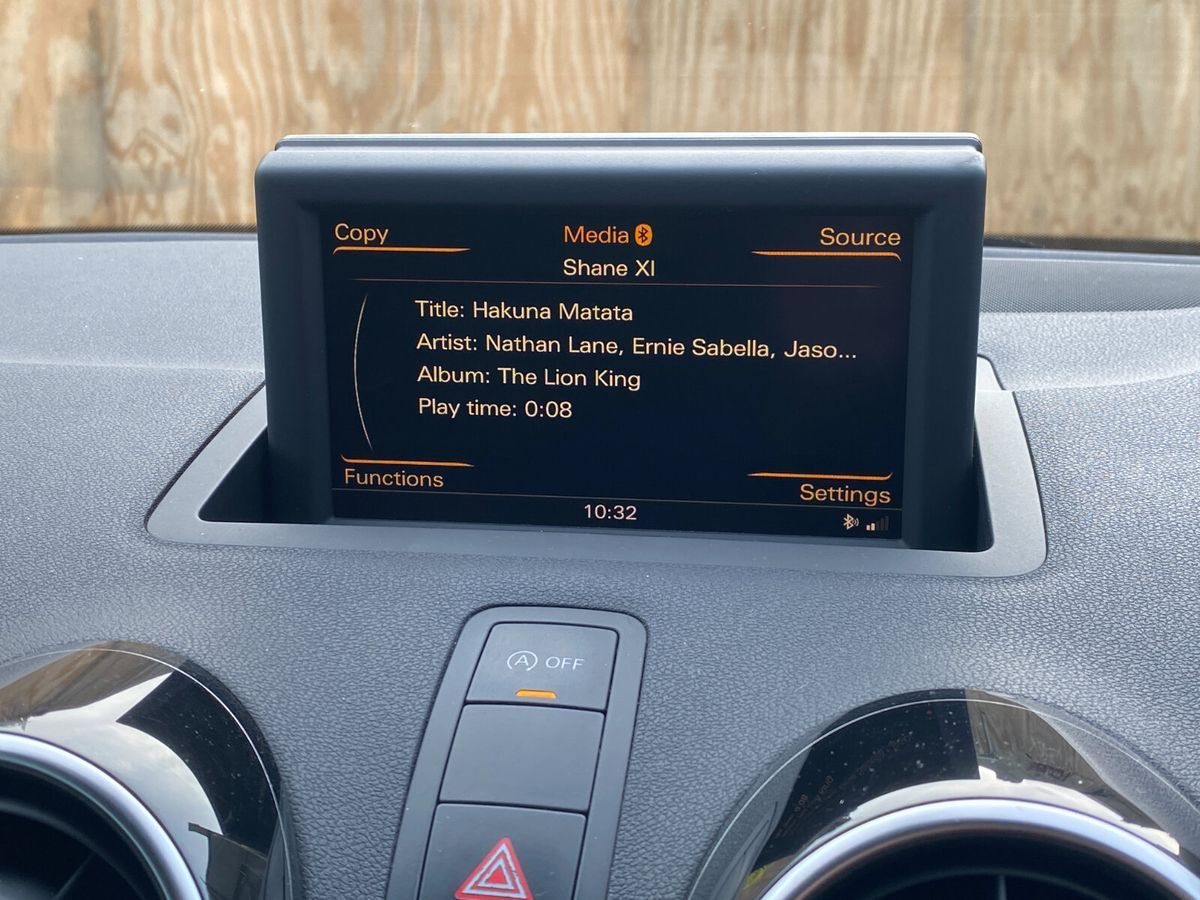 Copy
Media
Source
Shane XI
Title: Hakuna Matata
Artist: Nathan Lane, Ernie Sabella, Jaso...
Album: The Lion King
Play time: 0:08
Functions
Settings
10:32
A OFF